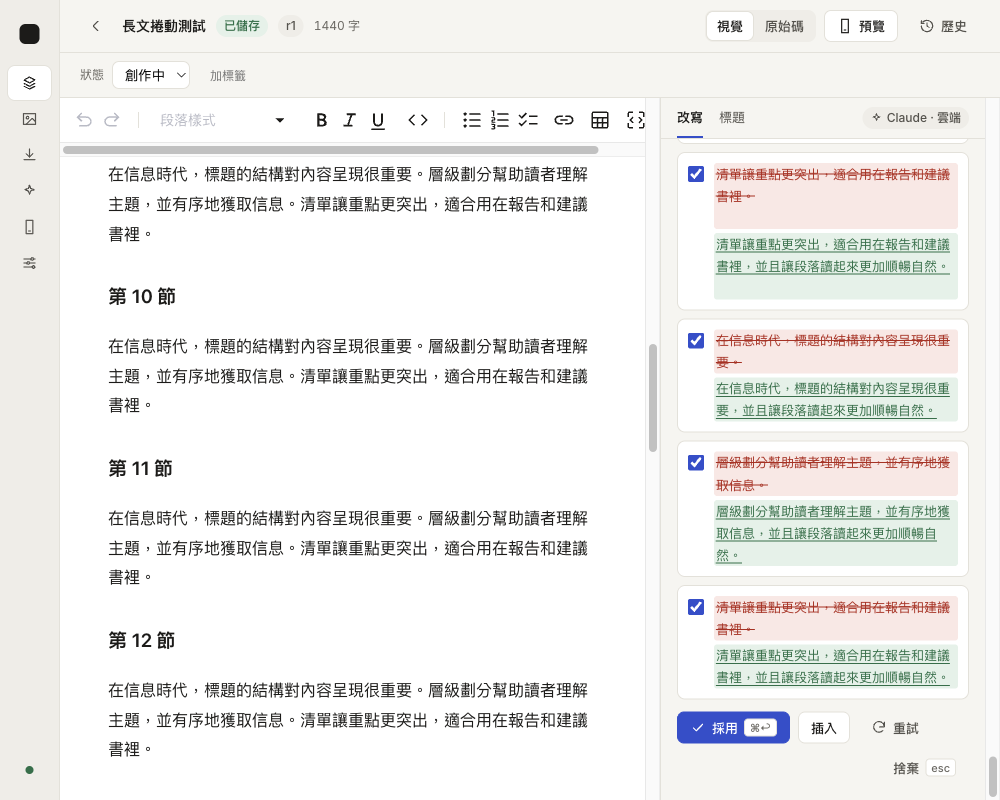 長文捲動測試 已儲存 r1 1440 字 視覺 原始碼 預覽 歷史
狀態 創作中 加標籤
段落樣式 B I U
在信息時代，標題的結構對內容呈現很重要。層級劃分幫助讀者理解
主題，並有序地獲取信息。清單讓重點更突出，適合用在報告和建議
書裡。
第 10 節
在信息時代，標題的結構對內容呈現很重要。層級劃分幫助讀者理解
主題，並有序地獲取信息。清單讓重點更突出，適合用在報告和建議
書裡。
第 11 節
在信息時代，標題的結構對內容呈現很重要。層級劃分幫助讀者理解
主題，並有序地獲取信息。清單讓重點更突出，適合用在報告和建議
書裡。
第 12 節
在信息時代，標題的結構對內容呈現很重要。層級劃分幫助讀者理解
主題，並有序地獲取信息。清單讓重點更突出，適合用在報告和建議
書裡。
改寫 標題 Claude · 雲端
清單讓重點更突出，適合用在報告和建議
書裡。
清單讓重點更突出，適合用在報告和建議
書裡，並且讓段落讀起來更加順暢自然。
在信息時代，標題的結構對內容呈現很重
要。
在信息時代，標題的結構對內容呈現很重
要，並且讓段落讀起來更加順暢自然。
層級劃分幫助讀者理解主題，並有序地獲
取信息。
層級劃分幫助讀者理解主題，並有序地獲
取信息，並且讓段落讀起來更加順暢自
然。
清單讓重點更突出，適合用在報告和建議
書裡。
清單讓重點更突出，適合用在報告和建議
書裡，並且讓段落讀起來更加順暢自然。
採用 ⌘↩ 插入 重試
捨棄 esc